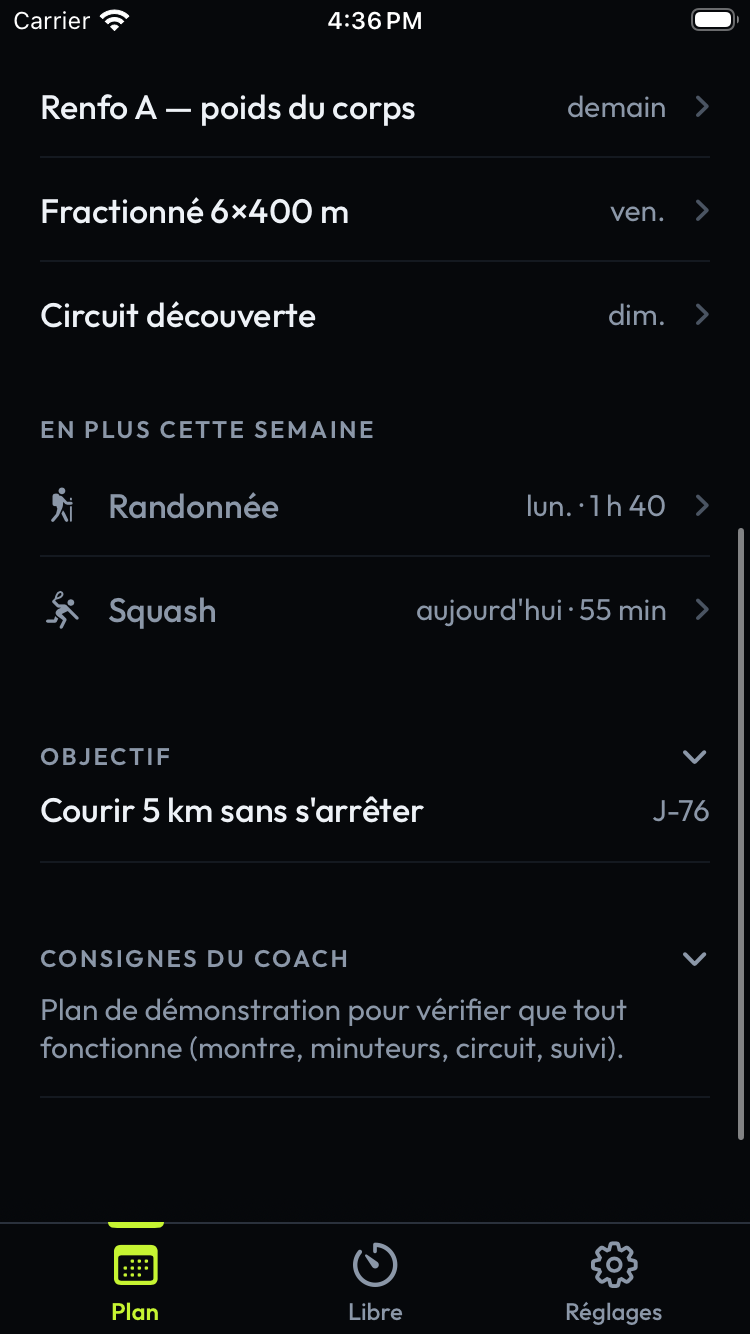 Carrier 4:36 PM
Renfo A — poids du corps demain
Fractionné 6×400 m ven.
Circuit découverte dim.
EN PLUS CETTE SEMAINE
Randonnée lun. · 1 h 40
Squash aujourd'hui · 55 min
OBJECTIF
Courir 5 km sans s'arrêter J-76
CONSIGNES DU COACH
Plan de démonstration pour vérifier que tout
fonctionne (montre, minuteurs, circuit, suivi).
Plan Libre Réglages